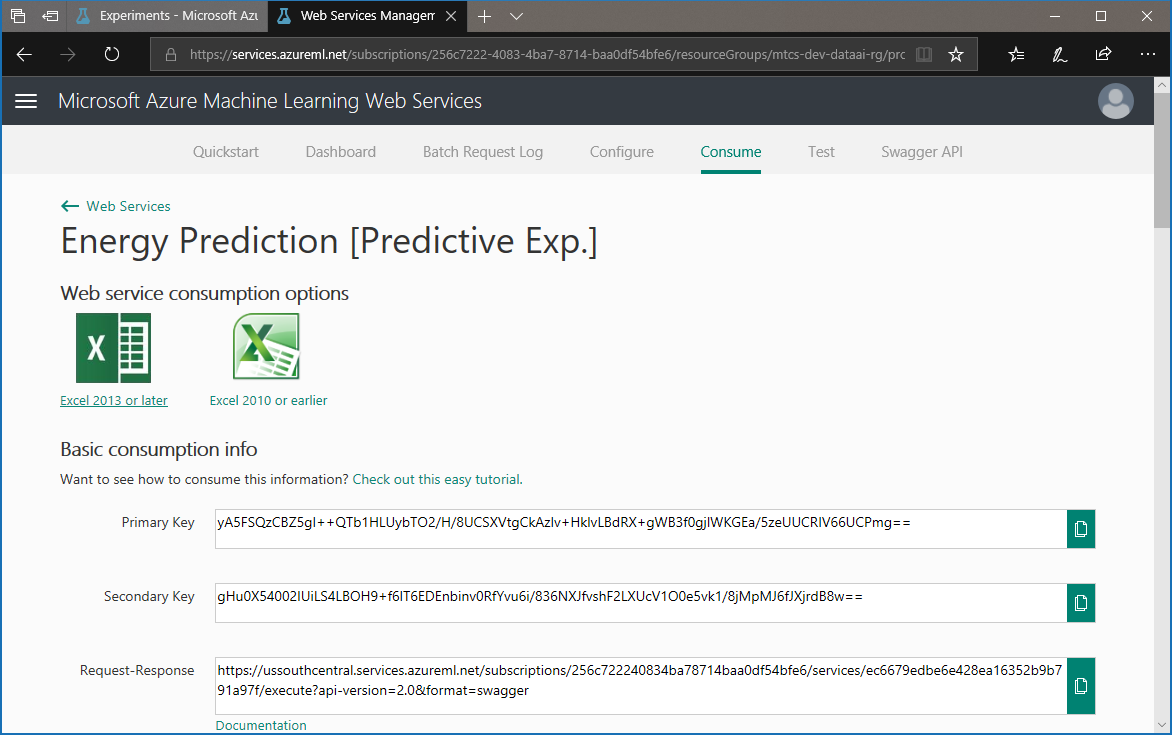 Experiments - Microsoft Azu
Web Services Managem
https://services.azureml.net/subscriptions/256c7222-4083-4ba7-8714-baa0df54bfe6/resourceGroups/mtcs-dev-dataai-rg/prc
Microsoft Azure Machine Learning Web Services
Quickstart Dashboard Batch Request Log Configure Consume Test Swagger API
Web Services
Energy Prediction [Predictive Exp.]
Web service consumption options
Excel 2013 or later Excel 2010 or earlier
Basic consumption info
Want to see how to consume this information? Check out this easy tutorial.
Primary Key yA5FSQzCBZ5gI++QTb1HLUybTO2/H/8UCSXVtgCkAzIv+HklvLBdRX+gWB3f0gjIWKGEa/5zeUUCRIV66UCPmg==
Secondary Key gHu0X54002IUiLS4LBOH9+f6IT6EDEnbinv0RfYvu6i/836NXJfvshF2LXUcV1O0e5vk1/8jMpMJ6fJXjrdB8w==
Request-Response https://ussouthcentral.services.azureml.net/subscriptions/256c722240834ba78714baa0df54bfe6/services/ec6679edbe6e428ea16352b9b7
91a97f/execute?api-version=2.0&format=swagger
Documentation